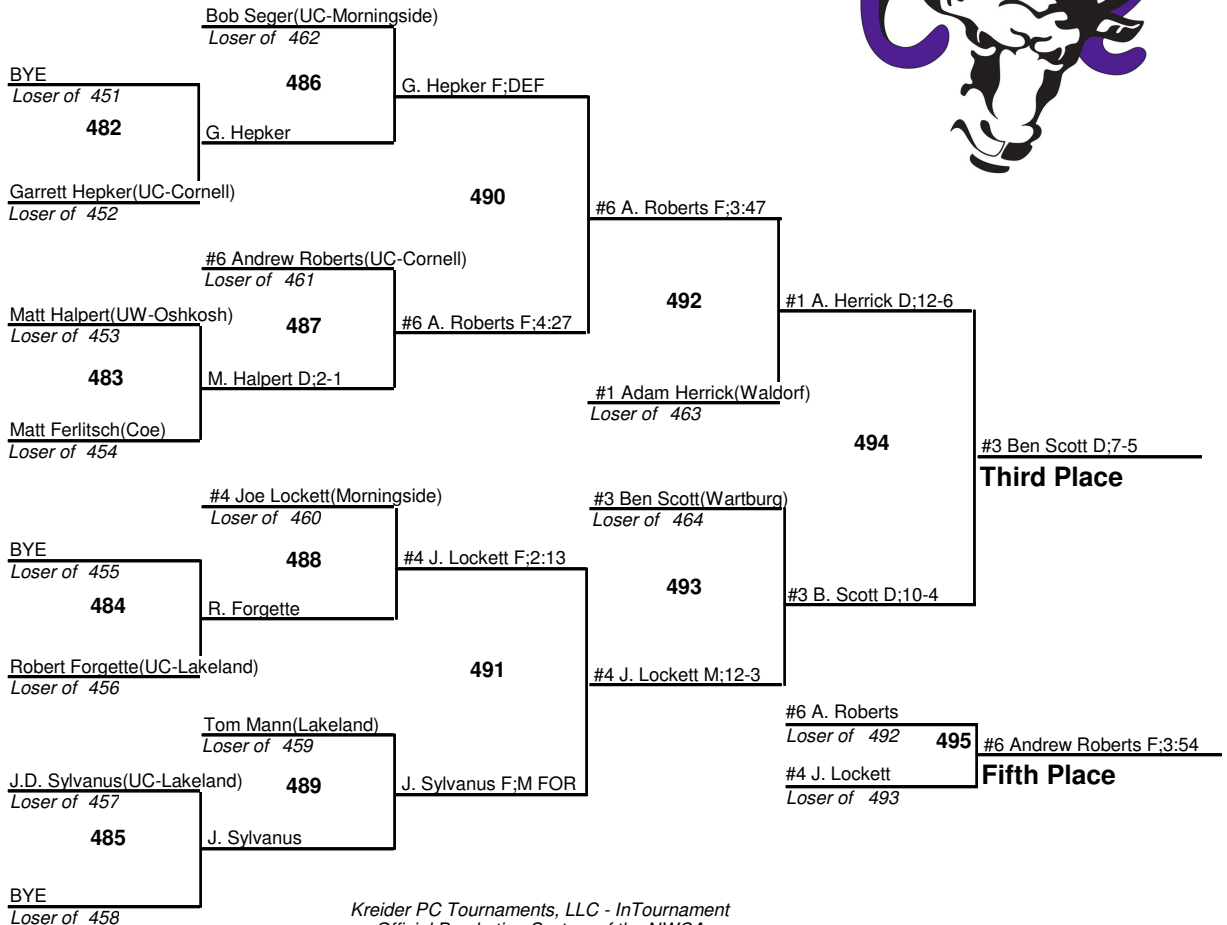 Bob Seger(UC-Morningside)
Loser of 462
BYE
Loser of 451
486
G. Hepker F;DEF
482
G. Hepker
Garrett Hepker(UC-Cornell)
Loser of 452
490
#6 A. Roberts F;3:47
#6 Andrew Roberts(UC-Cornell)
Loser of 461
Matt Halpert(UW-Oshkosh)
Loser of 453
487
#6 A. Roberts F;4:27
492
#1 A. Herrick D;12-6
483
M. Halpert D;2-1
#1 Adam Herrick(Waldorf)
Loser of 463
Matt Ferlitsch(Coe)
Loser of 454
494
#3 Ben Scott D;7-5
Third Place
#4 Joe Lockett(Morningside)
Loser of 460
#3 Ben Scott(Wartburg)
Loser of 464
BYE
Loser of 455
488
#4 J. Lockett F;2:13
493
#3 B. Scott D;10-4
484
R. Forgette
Robert Forgette(UC-Lakeland)
Loser of 456
491
#4 J. Lockett M;12-3
Tom Mann(Lakeland)
Loser of 459
#6 A. Roberts
Loser of 492
495
#6 Andrew Roberts F;3:54
Fifth Place
#4 J. Lockett
Loser of 493
J.D. Sylvanus(UC-Lakeland)
Loser of 457
489
J. Sylvanus F;M FOR
485
J. Sylvanus
BYE
Loser of 458
Kreider PC Tournaments, LLC - InTournament